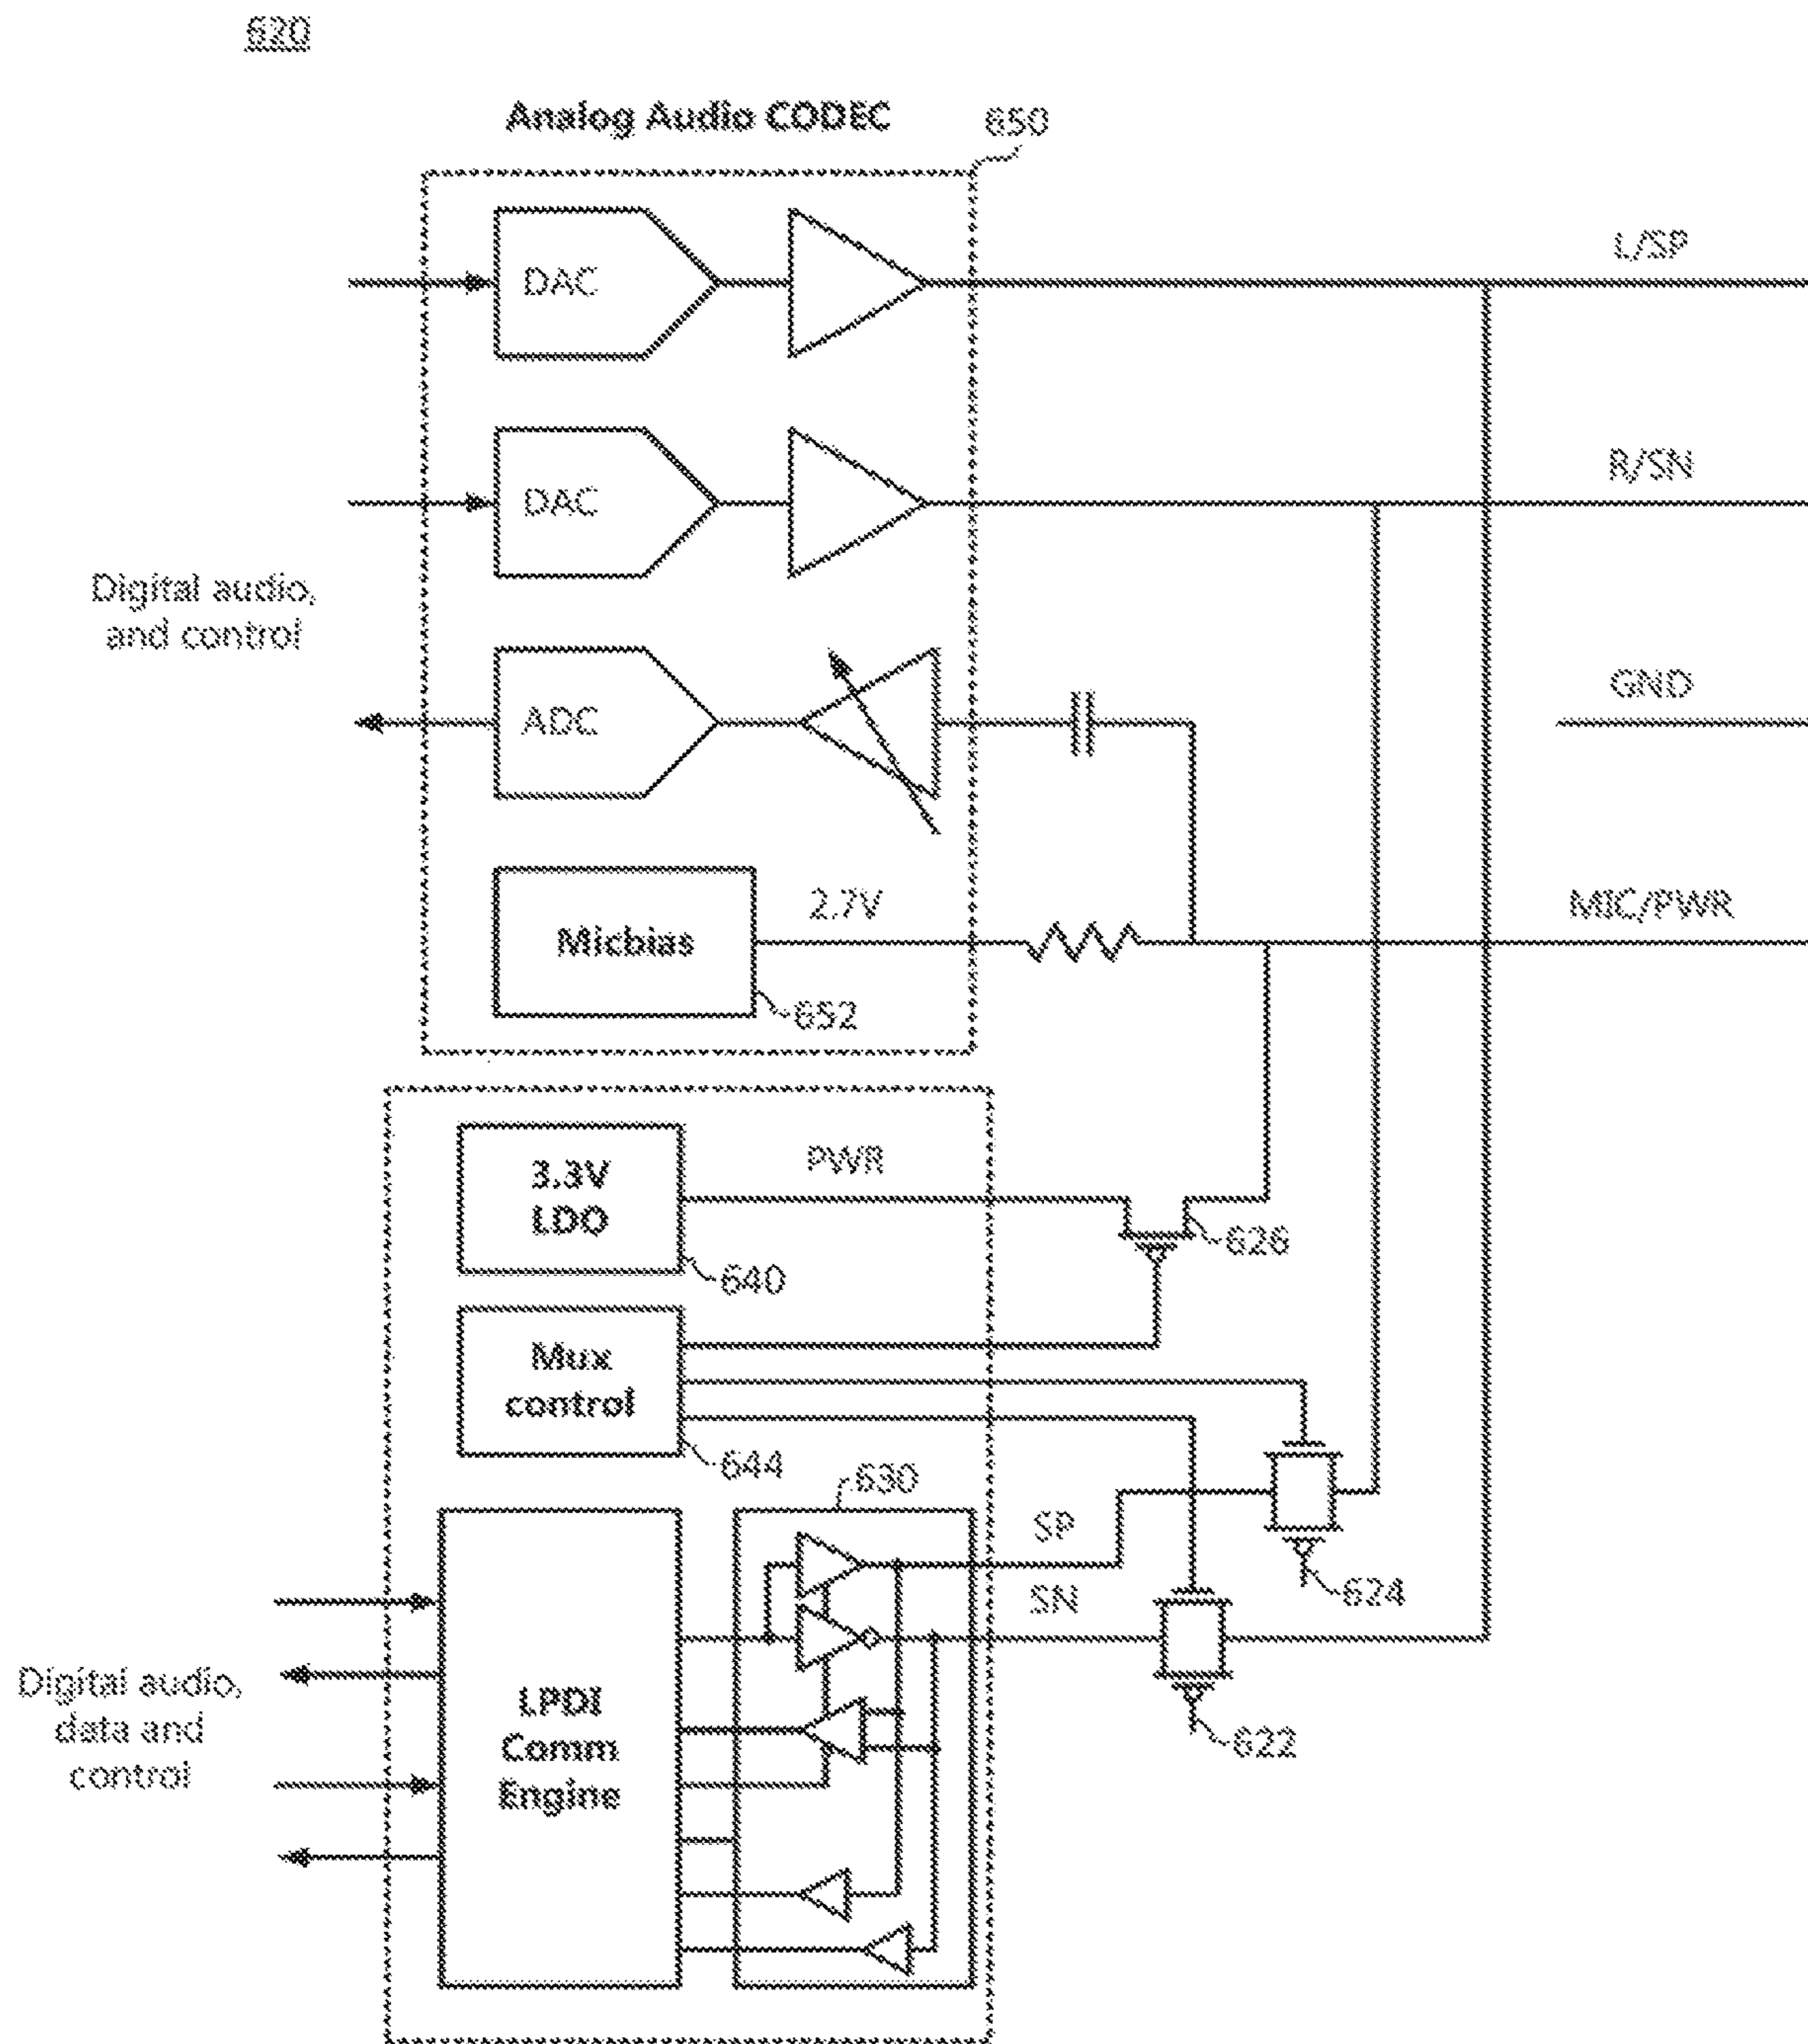 620
Analog Audio CODEC
650
DAC
L/SP
DAC
R/SN
Digital audio,
and control
ADC
GND
Micbias
2.7V
MIC/PWR
652
3.3V
LDO
PWR
640
626
Mux
control
644
630
SP
SN
624
622
LPDI
Comm
Engine
Digital audio,
data and
control